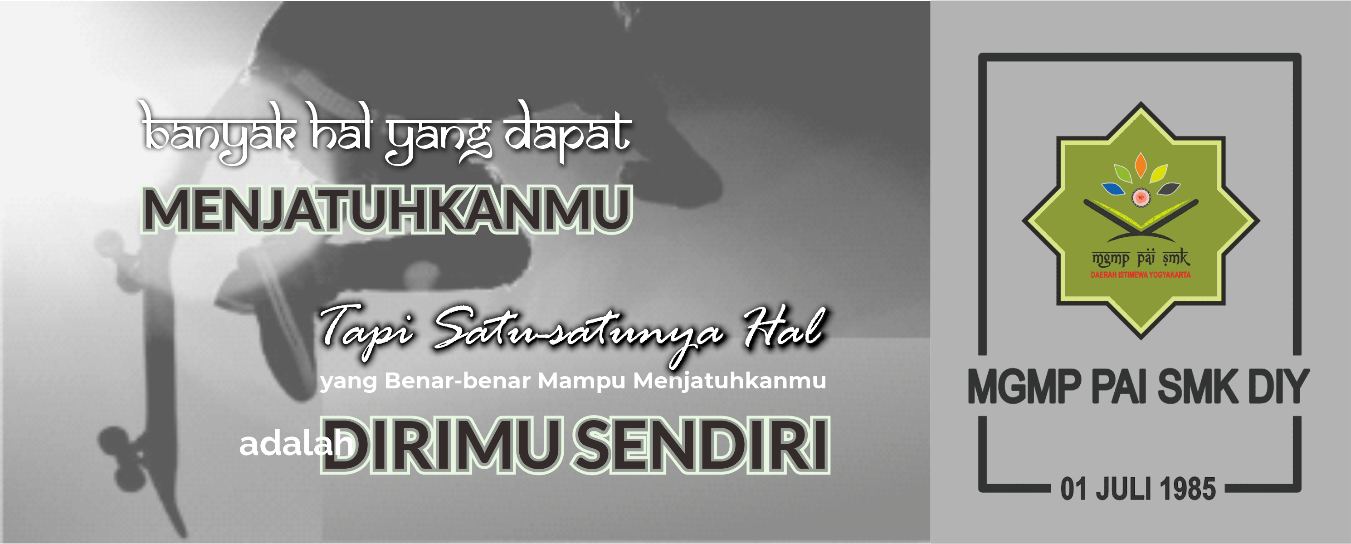 banyak hal yang dapat
MENJATUHKANMU
Tapi Satu-satunya Hal
yang Benar-benar Mampu Menjatuhkanmu
adalah DIRIMU SENDIRI
mgmp pai smk
DAERAH ISTIMEWA YOGYAKARTA
MGMP PAI SMK DIY
01 JULI 1985